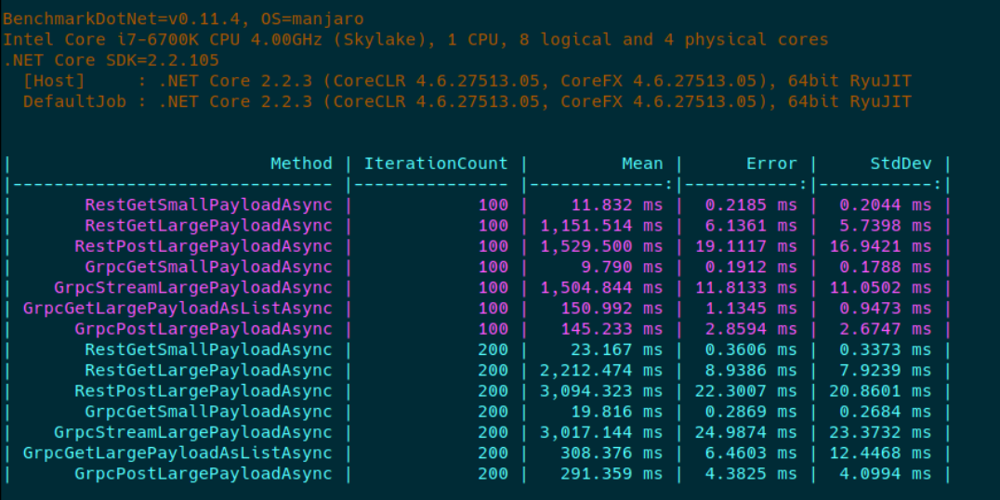 BenchmarkDotNet=v0.11.4, OS=manjaro
Intel Core i7-6700K CPU 4.00GHz (Skylake), 1 CPU, 8 logical and 4 physical cores
.NET Core SDK=2.2.105
  [Host]     : .NET Core 2.2.3 (CoreCLR 4.6.27513.05, CoreFX 4.6.27513.05), 64bit RyuJIT
  DefaultJob : .NET Core 2.2.3 (CoreCLR 4.6.27513.05, CoreFX 4.6.27513.05), 64bit RyuJIT
|                         Method | IterationCount |         Mean |      Error |     StdDev |
|------------------------------- |--------------- |-------------:|-----------:|-----------:|
|       RestGetSmallPayloadAsync |            100 |    11.832 ms |  0.2185 ms |  0.2044 ms |
|       RestGetLargePayloadAsync |            100 | 1,151.514 ms |  6.1361 ms |  5.7398 ms |
|      RestPostLargePayloadAsync |            100 | 1,529.500 ms | 19.1117 ms | 16.9421 ms |
|       GrpcGetSmallPayloadAsync |            100 |     9.790 ms |  0.1912 ms |  0.1788 ms |
|    GrpcStreamLargePayloadAsync |            100 | 1,504.844 ms | 11.8133 ms | 11.0502 ms |
| GrpcGetLargePayloadAsListAsync |            100 |   150.992 ms |  1.1345 ms |  0.9473 ms |
|      GrpcPostLargePayloadAsync |            100 |   145.233 ms |  2.8594 ms |  2.6747 ms |
|       RestGetSmallPayloadAsync |            200 |    23.167 ms |  0.3606 ms |  0.3373 ms |
|       RestGetLargePayloadAsync |            200 | 2,212.474 ms |  8.9386 ms |  7.9239 ms |
|      RestPostLargePayloadAsync |            200 | 3,094.323 ms | 22.3007 ms | 20.8601 ms |
|       GrpcGetSmallPayloadAsync |            200 |    19.816 ms |  0.2869 ms |  0.2684 ms |
|    GrpcStreamLargePayloadAsync |            200 | 3,017.144 ms | 24.9874 ms | 23.3732 ms |
| GrpcGetLargePayloadAsListAsync |            200 |   308.376 ms |  6.4603 ms | 12.4468 ms |
|      GrpcPostLargePayloadAsync |            200 |   291.359 ms |  4.3825 ms |  4.0994 ms |